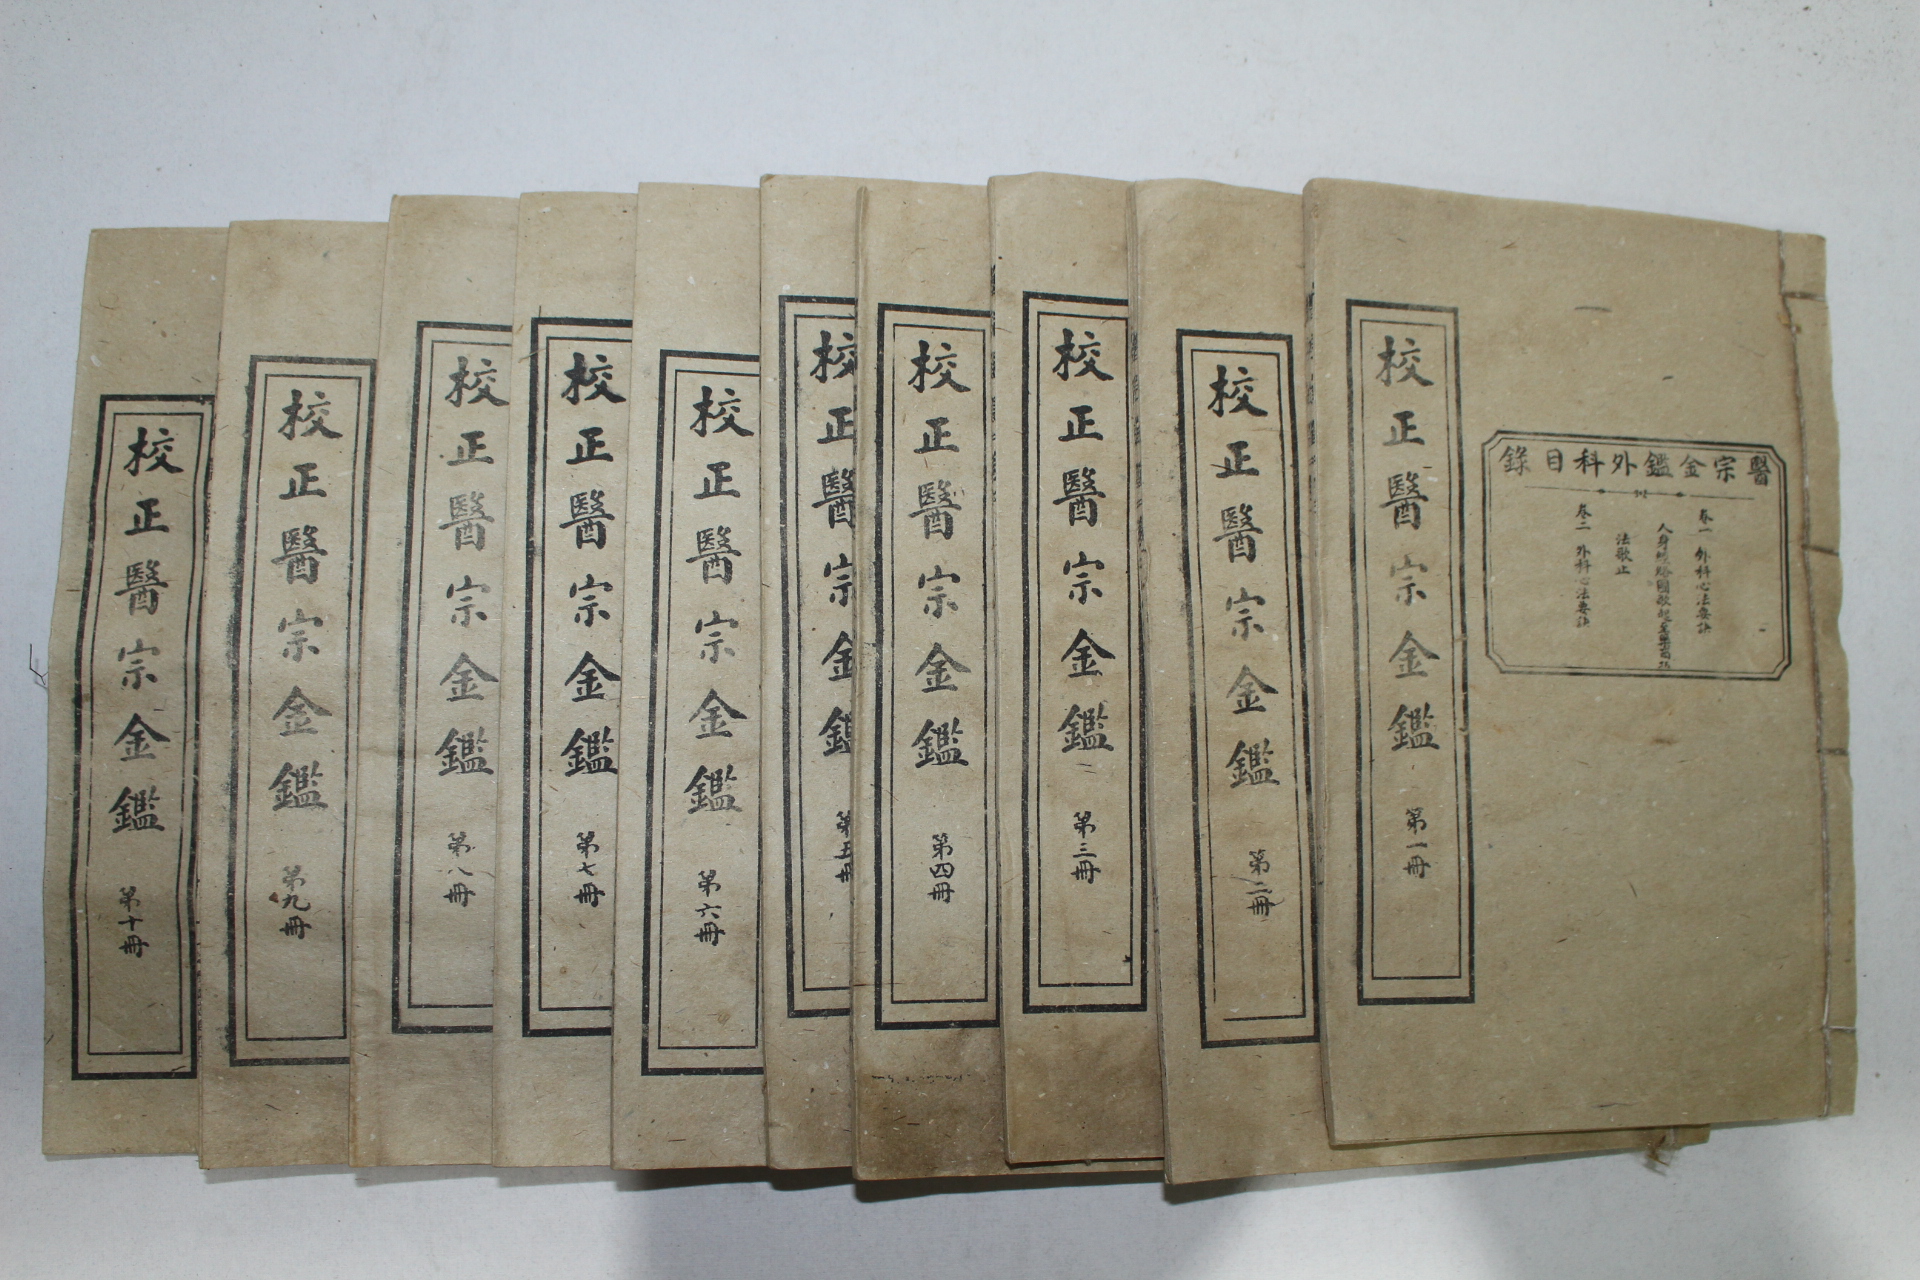 校正醫宗金鑑 第一冊
醫宗金鑑外科目錄
卷一 外科心法要訣
法歌止
卷二 外科心法要訣
校正醫宗金鑑 第二冊
校正醫宗金鑑 第三冊
校正醫宗金鑑 第四冊
校正醫宗金鑑 第五冊
校正醫宗金鑑 第六冊
校正醫宗金鑑 第七冊
校正醫宗金鑑 第八冊
校正醫宗金鑑 第九冊
校正醫宗金鑑 第十冊